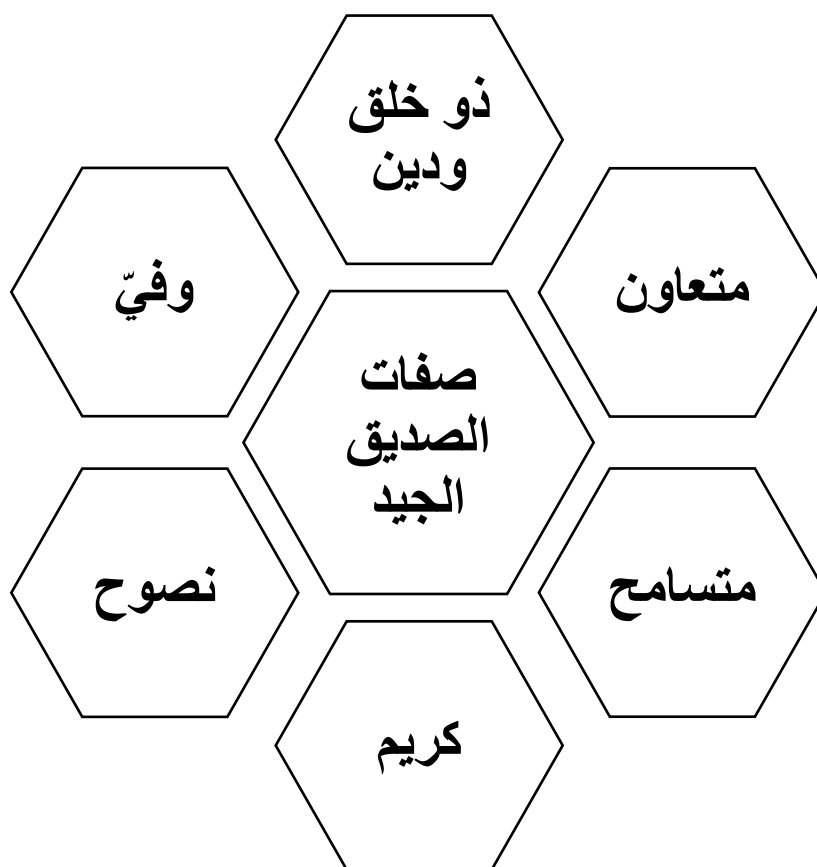 ذو خلق
ودين
متعاون
وفيّ
صفات
الصديق
الجيد
متسامح
نصوح
كريم